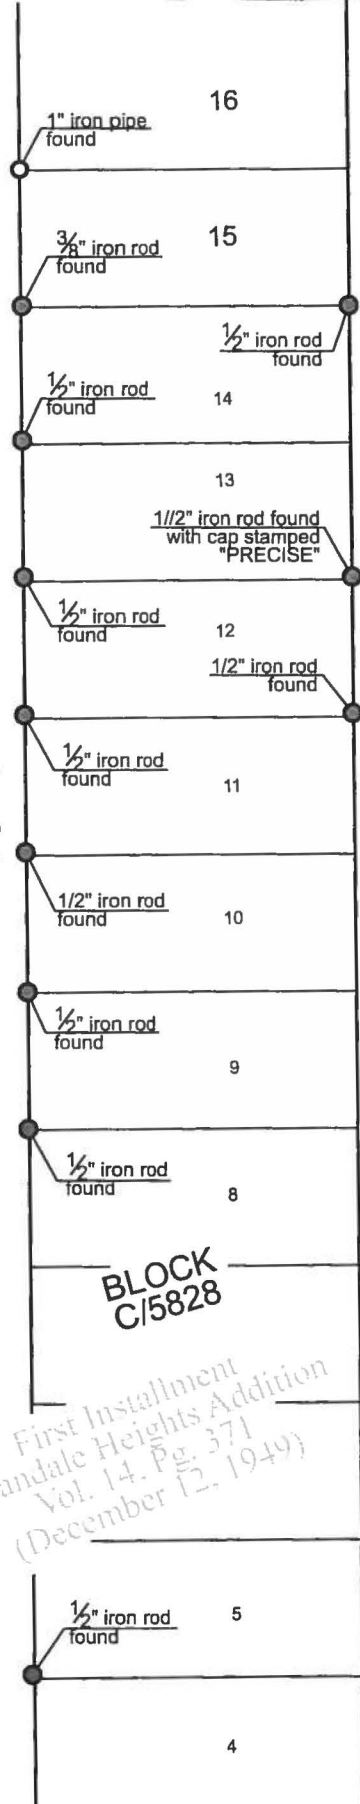 16
1" iron pipe
found
15
3/8" iron rod
found
1/2" iron rod
found
1/2" iron rod
found
14
13
1//2" iron rod found
with cap stamped
"PRECISE"
1/2" iron rod
found
12
1/2" iron rod
found
1/2" iron rod
found
11
1/2" iron rod
found
10
1/2" iron rod
found
9
1/2" iron rod
found
8
BLOCK
C/5828
First Installment
Heights Addition
Vol. 14, Pg. 371
(December 12, 1949)
1/2" iron rod
found
5
4